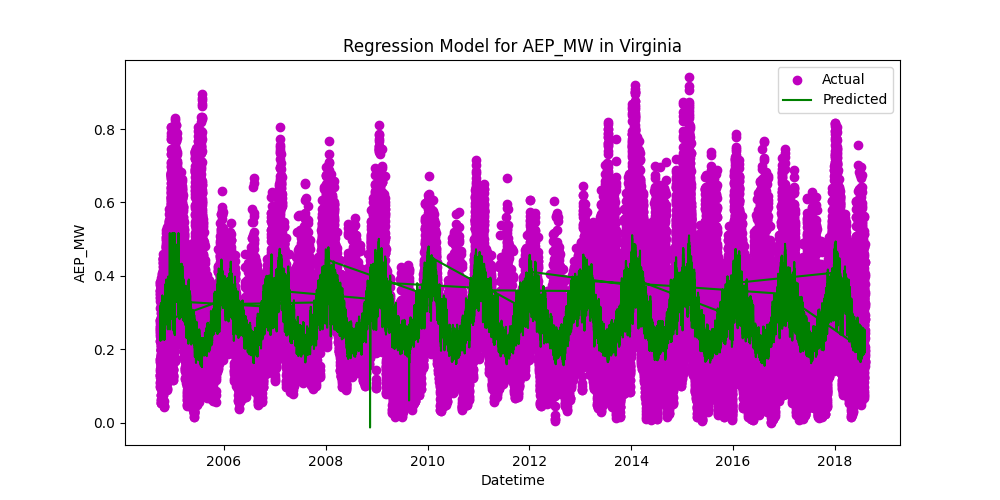 Regression Model for AEP_MW in Virginia
Actual
Predicted
AEP_MW
0.8
0.6
0.4
0.2
0.0
2006 2008 2010 2012 2014 2016 2018
Datetime